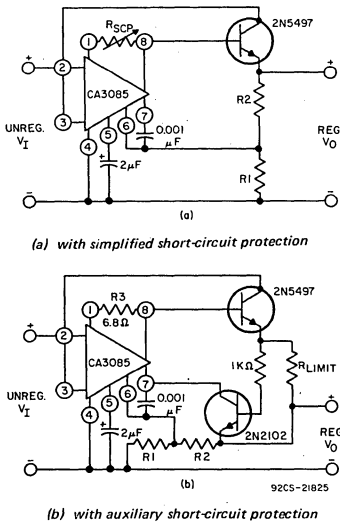 RSCP
2N5497
1
8
+
2
+
CA3085
R2
3
7
6
0.001
μF
UNREG.
VI
5
4
+
2μF
R1
REG
VO
–
–
(a)
(a) with simplified short-circuit protection
2N5497
1
R3
8
6.8Ω
+
2
CA3085
1KΩ
RLIMIT
3
7
+
6
0.001
μF
UNREG.
VI
5
4
2N2102
REG
VO
+
2μF
R1
R2
–
–
(b)
92CS-21825
(b) with auxiliary short-circuit protection